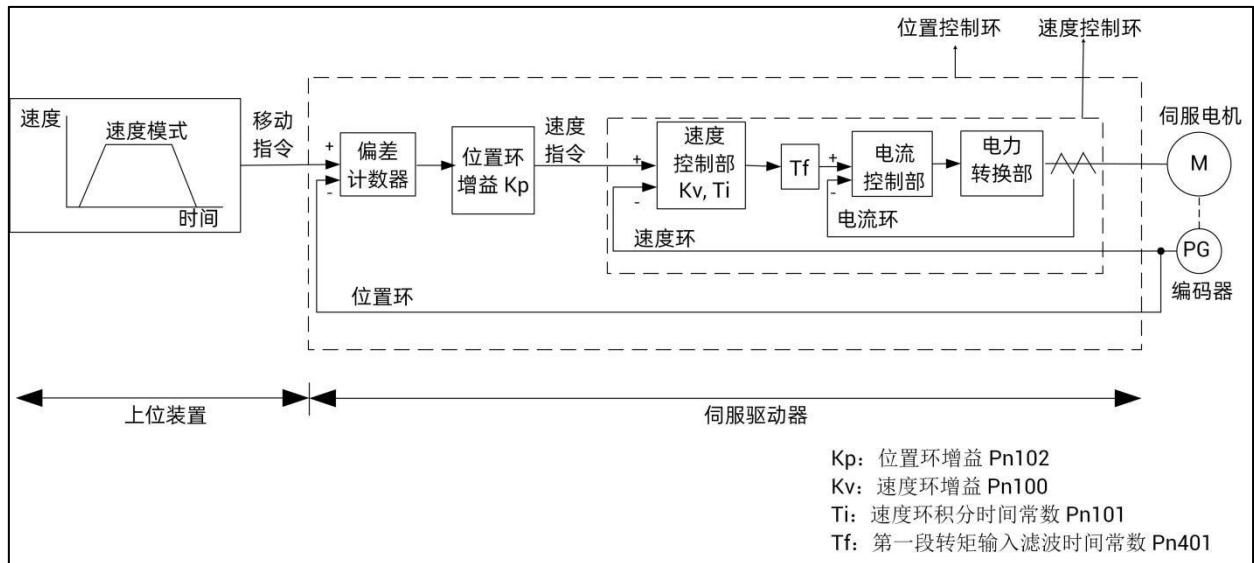 位置控制环
速度控制环
速度
速度模式
时间
移动
指令
+
-
偏差
计数器
位置环
增益 Kp
速度
指令
+
-
速度
控制部
Kv, Ti
Tf
+
-
电流
控制部
电力
转换部
伺服电机
M
电流环
速度环
PG
编码器
位置环
上位装置
伺服驱动器
Kp：位置环增益 Pn102
Kv：速度环增益 Pn100
Ti：速度环积分时间常数 Pn101
Tf：第一段转矩输入滤波时间常数 Pn401